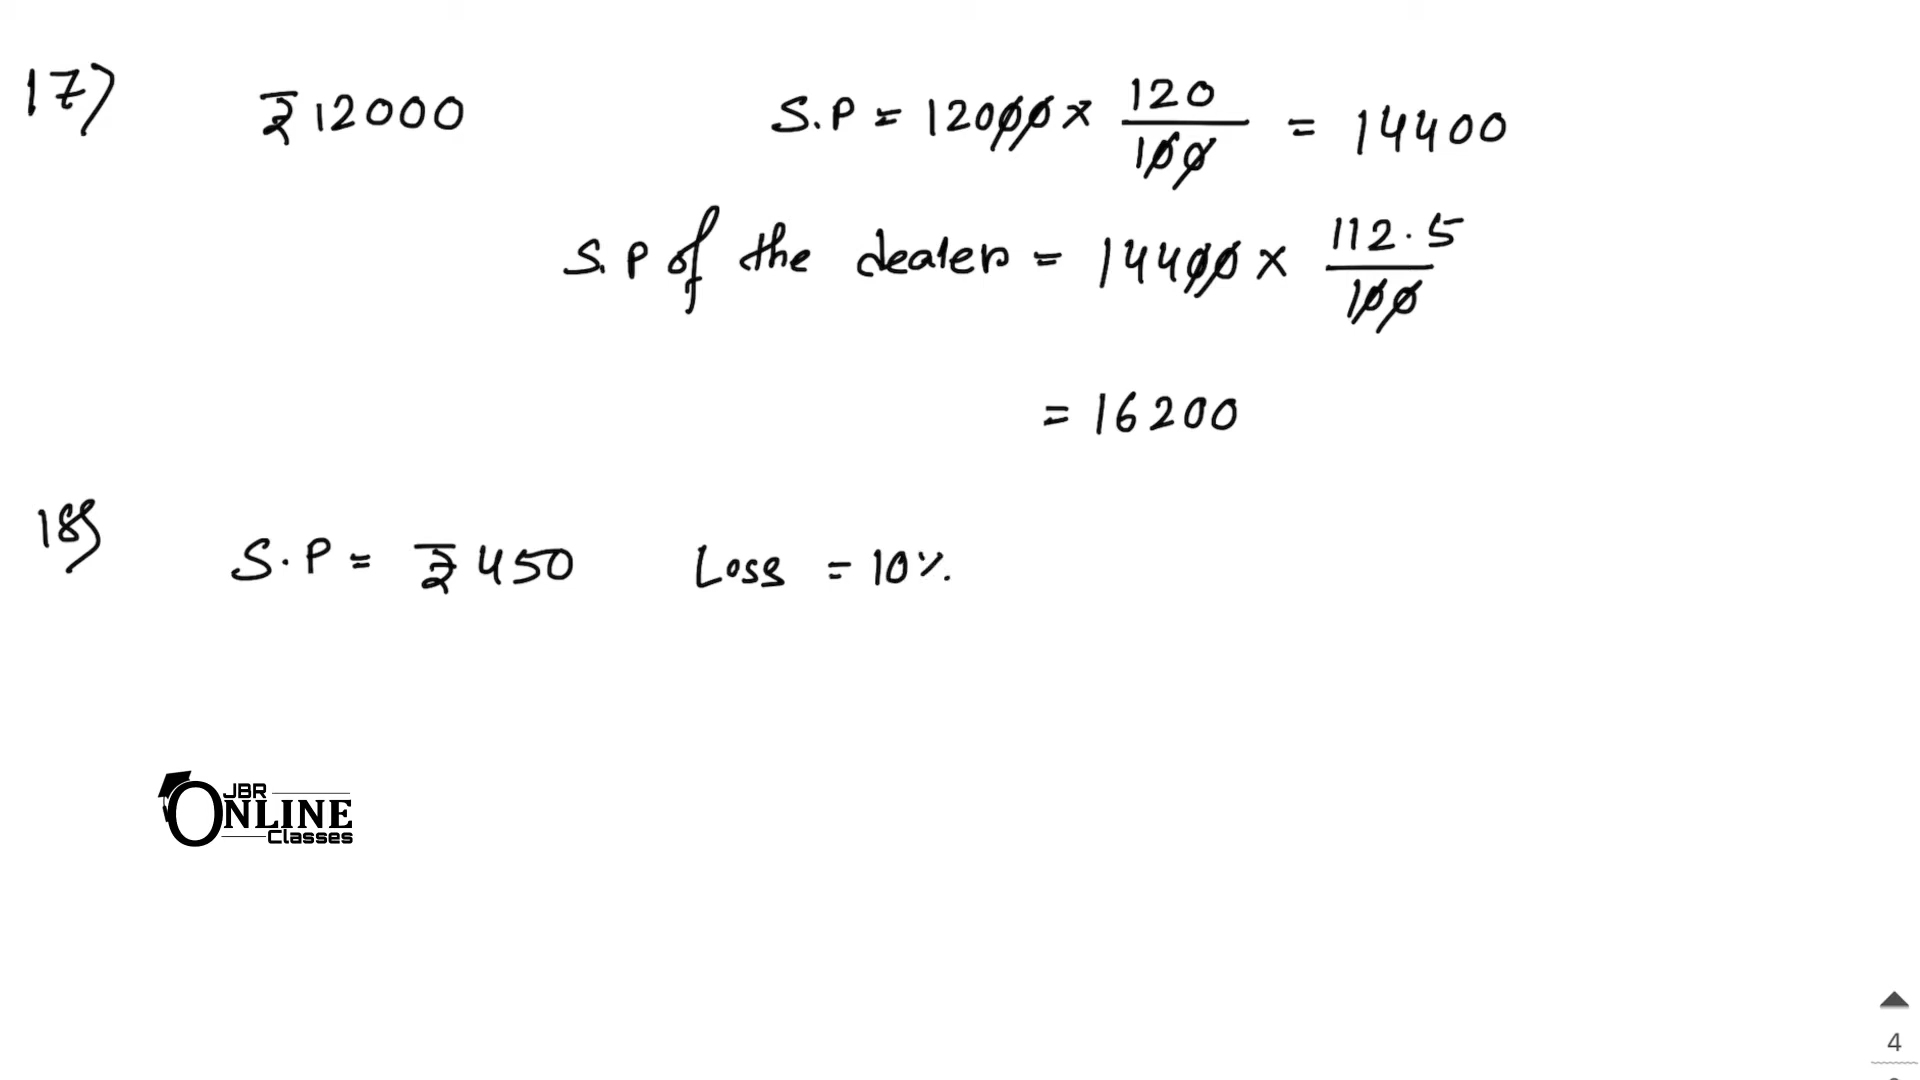 17) ₹12000 S.P = 12000 × 120/100 = 14400
S.P of the dealer = 14400 × 112.5/100
= 16200
18) S.P = ₹450 Loss = 10%
JBR
ONLINE
Classes
4